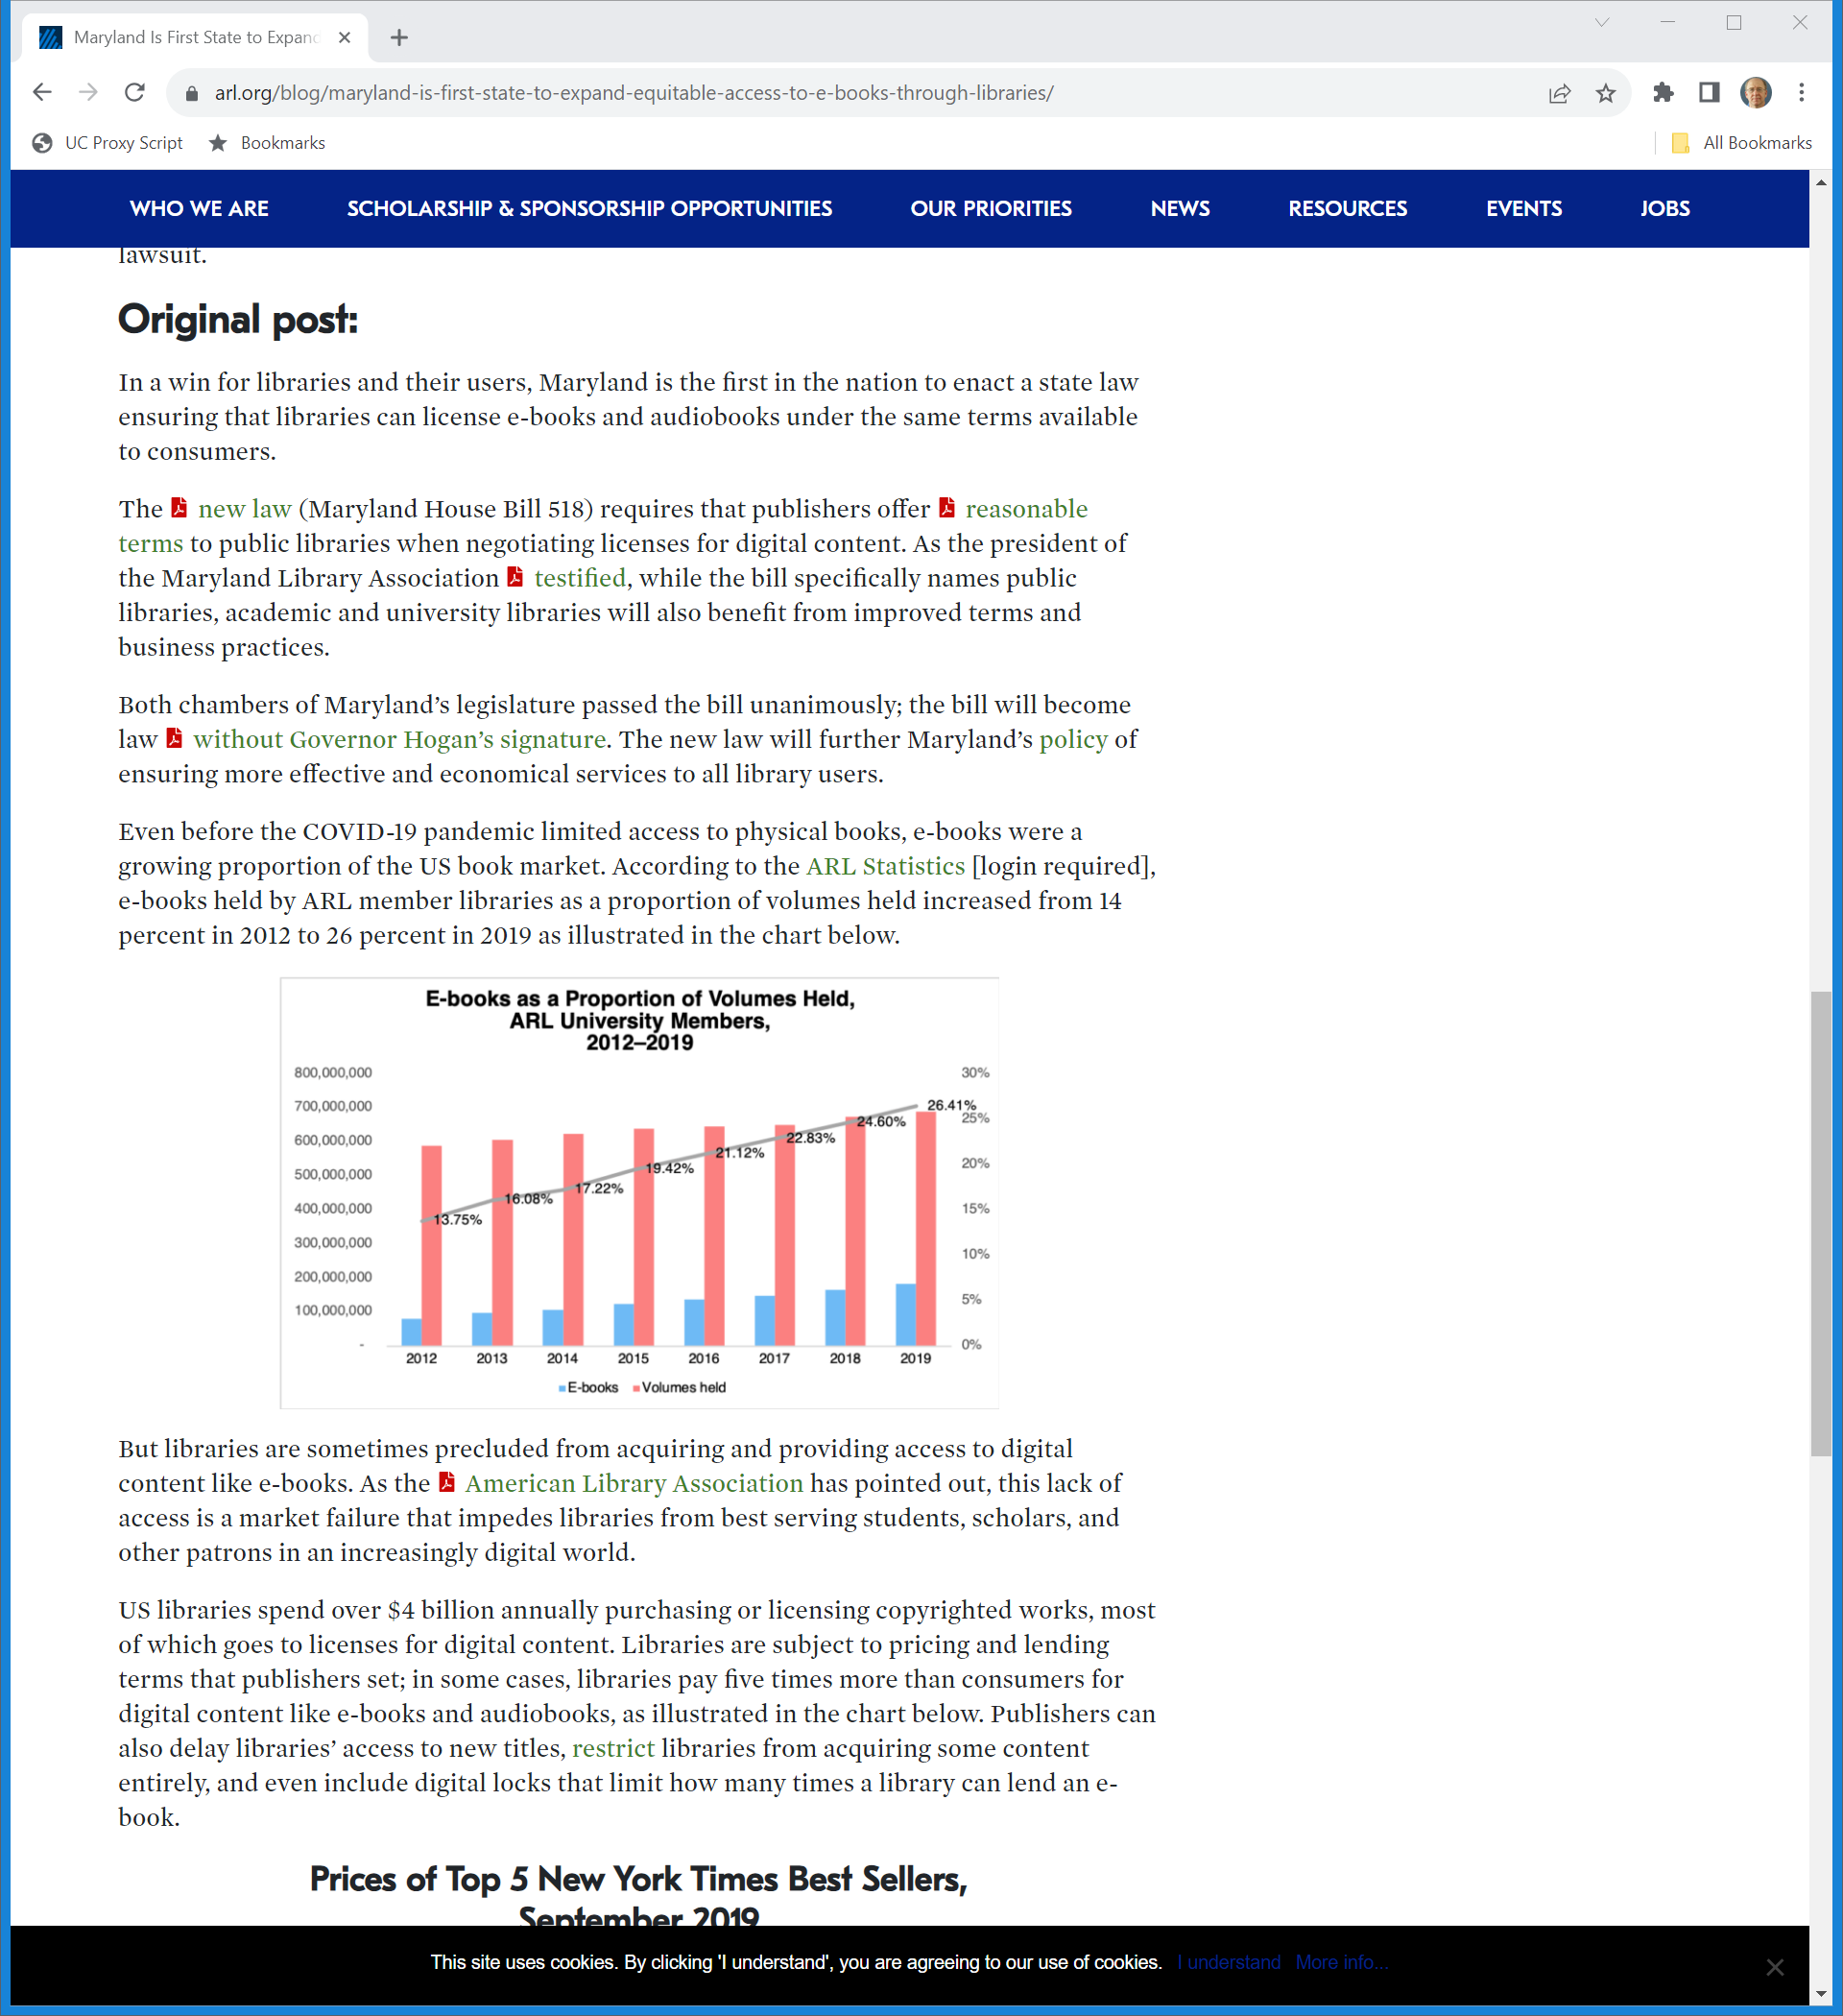 Maryland Is First State to Expand
arl.org/blog/maryland-is-first-state-to-expand-equitable-access-to-e-books-through-libraries/
UC Proxy Script Bookmarks All Bookmarks
WHO WE ARE SCHOLARSHIP & SPONSORSHIP OPPORTUNITIES OUR PRIORITIES NEWS RESOURCES EVENTS JOBS
lawsuit.
Original post:
In a win for libraries and their users, Maryland is the first in the nation to enact a state law
ensuring that libraries can license e-books and audiobooks under the same terms available
to consumers.
The new law (Maryland House Bill 518) requires that publishers offer reasonable
terms to public libraries when negotiating licenses for digital content. As the president of
the Maryland Library Association testified, while the bill specifically names public
libraries, academic and university libraries will also benefit from improved terms and
business practices.
Both chambers of Maryland’s legislature passed the bill unanimously; the bill will become
law without Governor Hogan’s signature. The new law will further Maryland’s policy of
ensuring more effective and economical services to all library users.
Even before the COVID-19 pandemic limited access to physical books, e-books were a
growing proportion of the US book market. According to the ARL Statistics [login required],
e-books held by ARL member libraries as a proportion of volumes held increased from 14
percent in 2012 to 26 percent in 2019 as illustrated in the chart below.
E-books as a Proportion of Volumes Held,
ARL University Members,
2012–2019
800,000,000 30%
700,000,000 26.41%
25%
600,000,000 24.60%
22.83%
500,000,000 21.12% 20%
19.42%
400,000,000 17.22% 15%
16.08%
13.75%
300,000,000 10%
200,000,000
100,000,000 5%
- 0%
2012 2013 2014 2015 2016 2017 2018 2019
E-books Volumes held
But libraries are sometimes precluded from acquiring and providing access to digital
content like e-books. As the American Library Association has pointed out, this lack of
access is a market failure that impedes libraries from best serving students, scholars, and
other patrons in an increasingly digital world.
US libraries spend over $4 billion annually purchasing or licensing copyrighted works, most
of which goes to licenses for digital content. Libraries are subject to pricing and lending
terms that publishers set; in some cases, libraries pay five times more than consumers for
digital content like e-books and audiobooks, as illustrated in the chart below. Publishers can
also delay libraries’ access to new titles, restrict libraries from acquiring some content
entirely, and even include digital locks that limit how many times a library can lend an e-
book.
Prices of Top 5 New York Times Best Sellers,
September 2019
This site uses cookies. By clicking 'I understand', you are agreeing to our use of cookies. I understand More info...